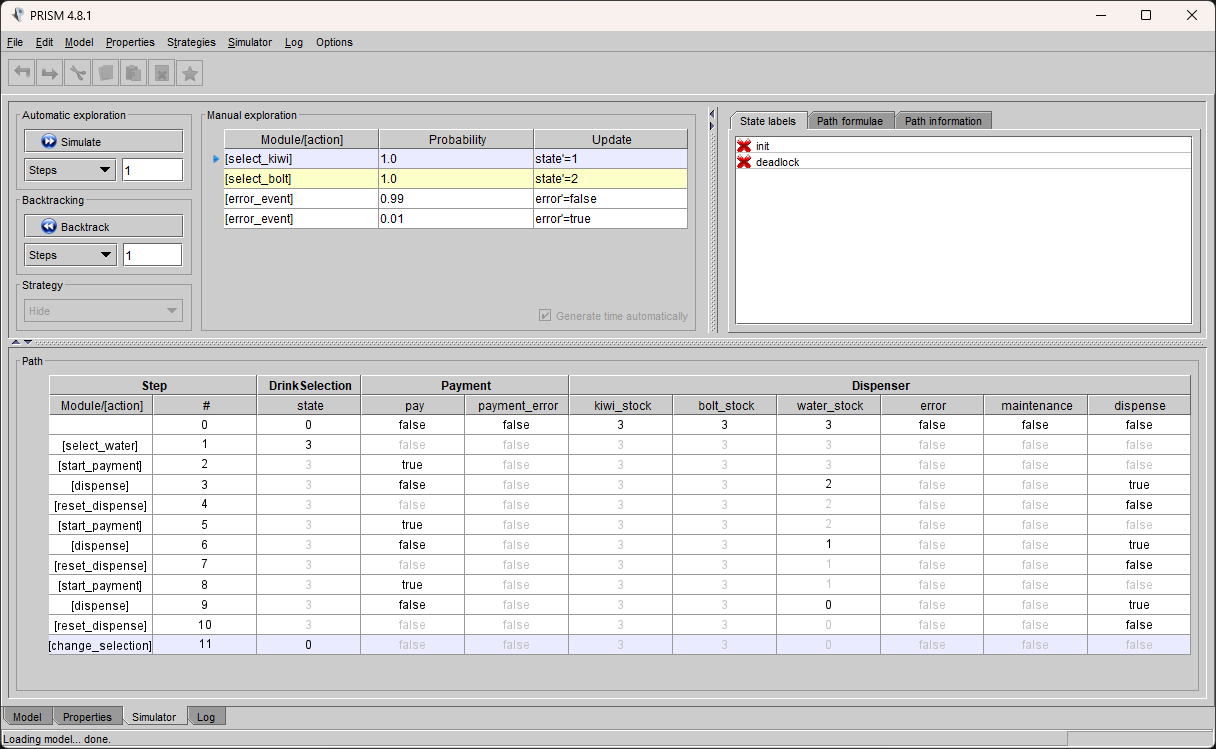 PRISM 4.8.1
File Edit Model Properties Strategies Simulator Log Options
Automatic exploration
Simulate
Steps 1
Backtracking
Backtrack
Steps 1
Strategy
Hide
Manual exploration
Module/[action] Probability Update
[select_kiwi] 1.0 state'=1
[select_bolt] 1.0 state'=2
[error_event] 0.99 error'=false
[error_event] 0.01 error'=true
Generate time automatically
State labels Path formulae Path information
init
deadlock
Path
Step DrinkSelection Payment Dispenser
Module/[action] # state pay payment_error kiwi_stock bolt_stock water_stock error maintenance dispense
0 0 false false 3 3 3 false false false
[select_water] 1 3 false false 3 3 3 false false false
[start_payment] 2 3 true false 3 3 3 false false false
[dispense] 3 3 false false 3 3 2 false false true
[reset_dispense] 4 3 false false 3 3 2 false false false
[start_payment] 5 3 true false 3 3 2 false false false
[dispense] 6 3 false false 3 3 1 false false true
[reset_dispense] 7 3 false false 3 3 1 false false false
[start_payment] 8 3 true false 3 3 1 false false false
[dispense] 9 3 false false 3 3 0 false false true
[reset_dispense] 10 3 false false 3 3 0 false false false
[change_selection] 11 0 false false 3 3 0 false false false
Model Properties Simulator Log
Loading model... done.